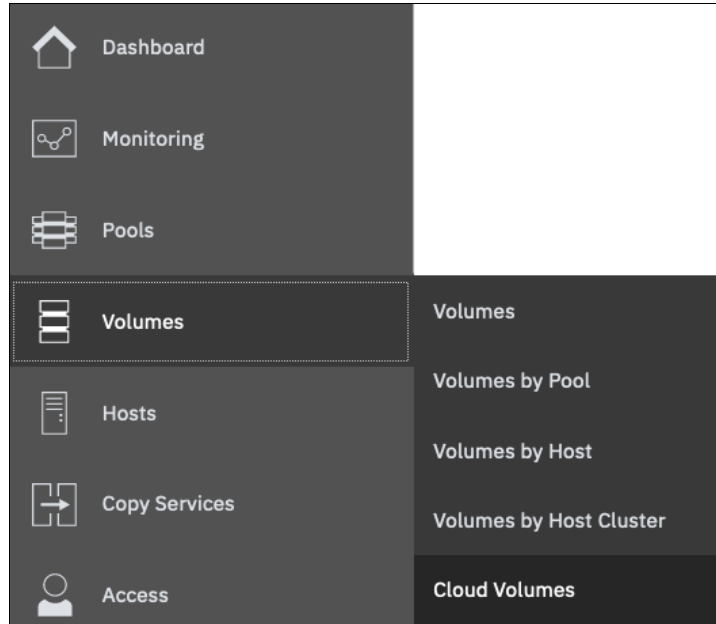 Dashboard
Monitoring
Pools
Volumes
Hosts
Copy Services
Access
Volumes
Volumes by Pool
Volumes by Host
Volumes by Host Cluster
Cloud Volumes